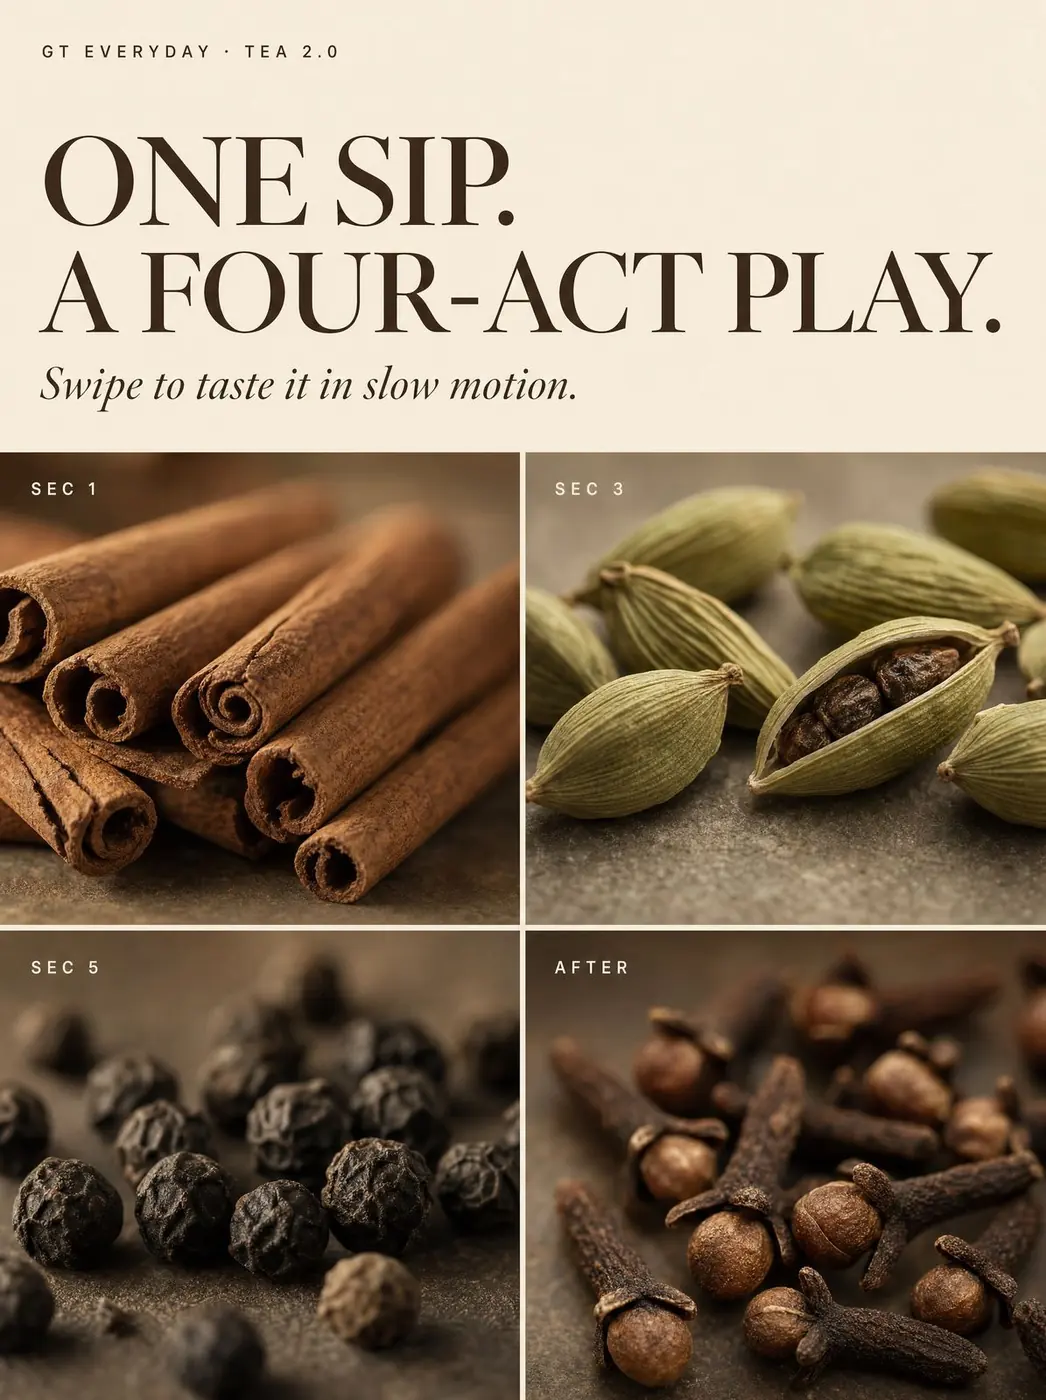 GT EVERYDAY · TEA 2.0
ONE SIP.
A FOUR-ACT PLAY.
Swipe to taste it in slow motion.
SEC 1
SEC 3
SEC 5
AFTER